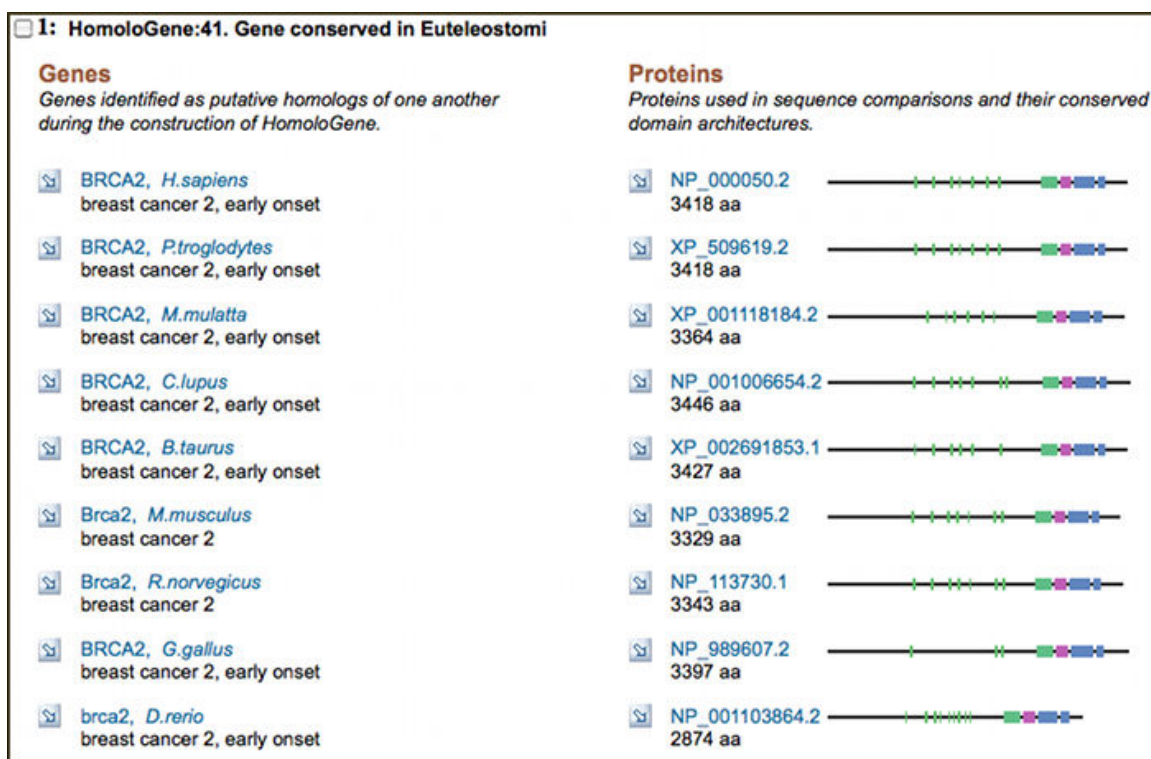 1: HomoloGene:41. Gene conserved in Euteleostomi
Genes
Genes identified as putative homologs of one another
during the construction of HomoloGene.
Proteins
Proteins used in sequence comparisons and their conserved
domain architectures.
BRCA2, H.sapiens
breast cancer 2, early onset
NP_000050.2
3418 aa
BRCA2, P.troglodytes
breast cancer 2, early onset
XP_509619.2
3418 aa
BRCA2, M.mulatta
breast cancer 2, early onset
XP_001118184.2
3364 aa
BRCA2, C.lupus
breast cancer 2, early onset
NP_001006654.2
3446 aa
BRCA2, B.taurus
breast cancer 2, early onset
XP_002691853.1
3427 aa
Brca2, M.musculus
breast cancer 2
NP_033895.2
3329 aa
Brca2, R.norvegicus
breast cancer 2
NP_113730.1
3343 aa
BRCA2, G.gallus
breast cancer 2, early onset
NP_989607.2
3397 aa
brca2, D.rerio
breast cancer 2, early onset
NP_001103864.2
2874 aa